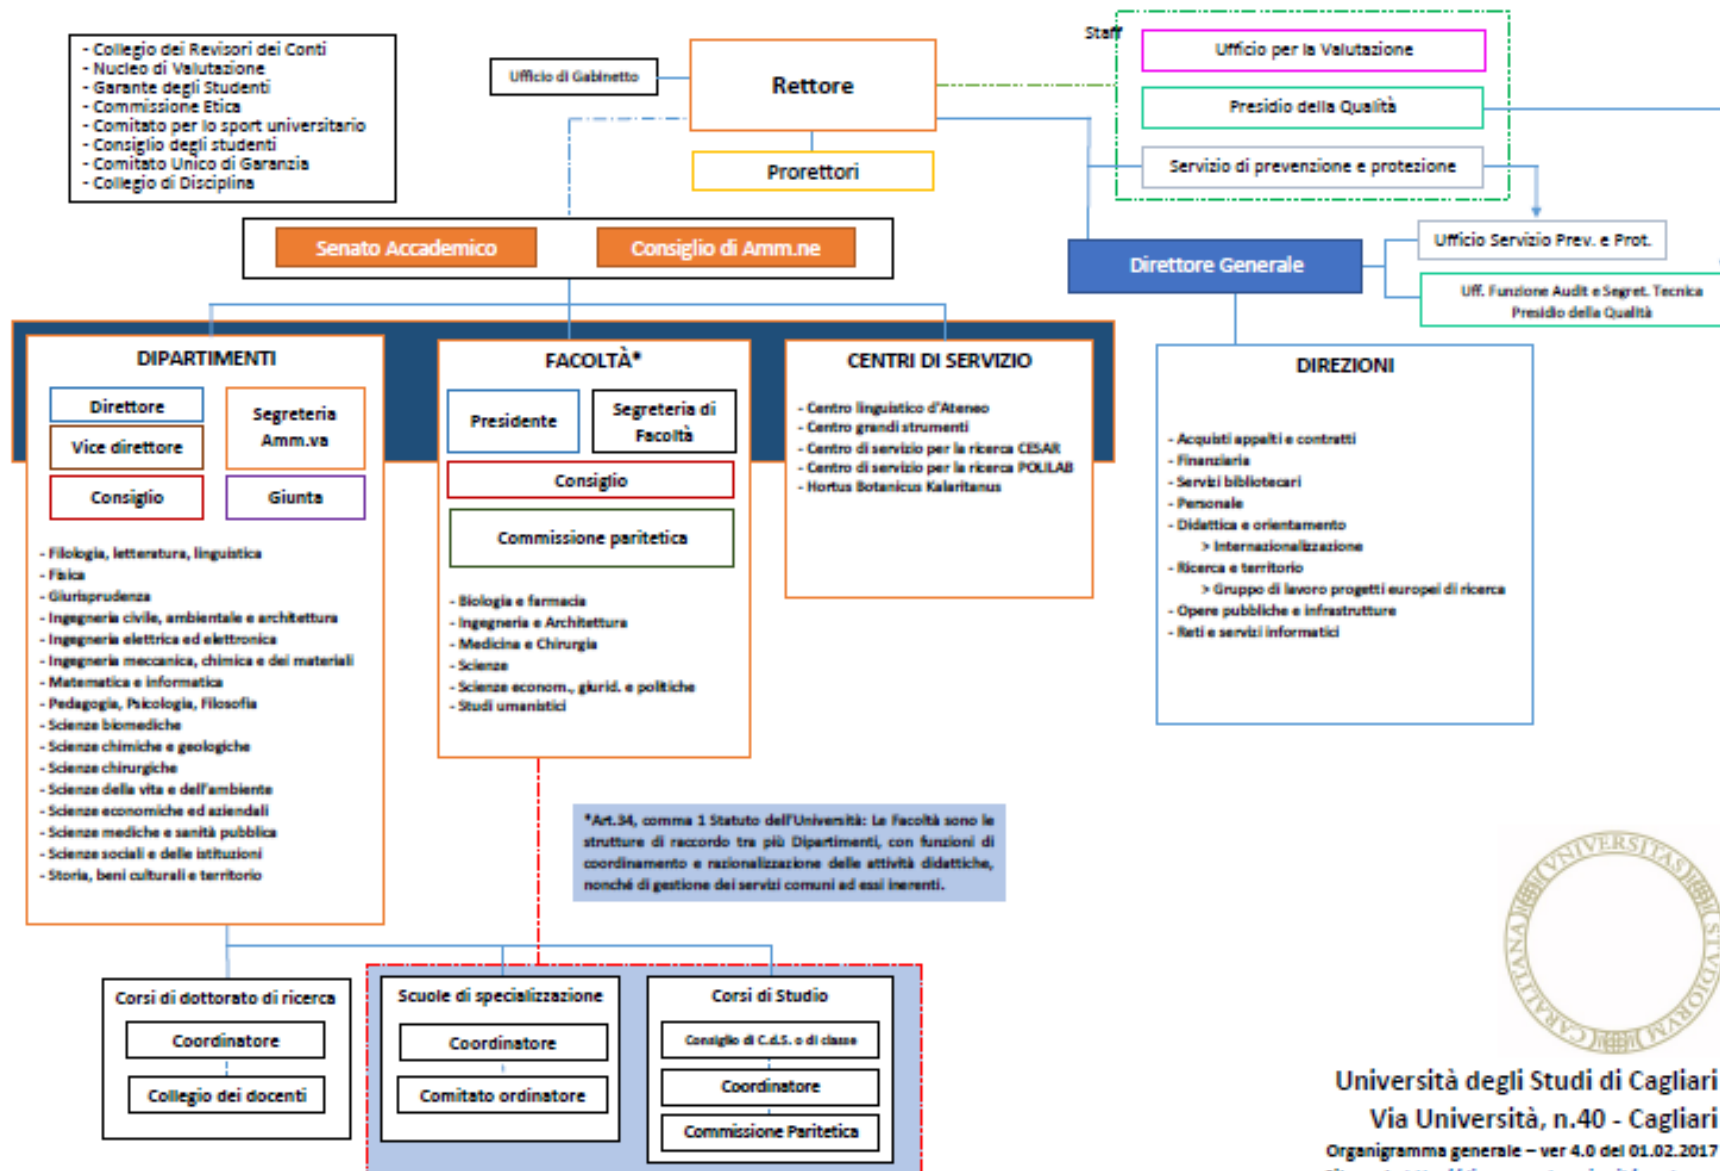 - Collegio dei Revisori dei Conti
- Nucleo di Valutazione
- Garante degli Studenti
- Commissione Etica
- Comitato per lo sport universitario
- Consiglio degli studenti
- Comitato Unico di Garanzia
- Collegio di Disciplina
Ufficio di Gabinetto
Rettore
Prorettori
Staff
Ufficio per la Valutazione
Presidio della Qualità
Servizio di prevenzione e protezione
Senato Accademico
Consiglio di Amm.ne
Direttore Generale
Ufficio Servizio Prev. e Prot.
Uff. Funzione Audit e Segret. Tecnica
Presidio della Qualità
DIPARTIMENTI
Direttore
Vice direttore
Consiglio
Segreteria
Amm.va
Giunta
- Filologia, letteratura, linguistica
- Fisica
- Giurisprudenza
- Ingegneria civile, ambientale e architettura
- Ingegneria elettrica ed elettronica
- Ingegneria meccanica, chimica e dei materiali
- Matematica e informatica
- Pedagogia, Psicologia, Filosofia
- Scienze biomediche
- Scienze chimiche e geologiche
- Scienze chirurgiche
- Scienze della vita e dell'ambiente
- Scienze economiche ed aziendali
- Scienze mediche e sanità pubblica
- Scienze sociali e delle istituzioni
- Storia, beni culturali e territorio
FACOLTÀ*
Presidente
Segreteria di
Facoltà
Consiglio
Commissione paritetica
- Biologia e farmacia
- Ingegneria e Architettura
- Medicina e Chirurgia
- Scienze
- Scienze econom., giurid. e politiche
- Studi umanistici
CENTRI DI SERVIZIO
- Centro linguistico d'Ateneo
- Centro grandi strumenti
- Centro di servizio per la ricerca CESAR
- Centro di servizio per la ricerca POLILAB
- Hortus Botanicus Kalaritanus
DIREZIONI
- Acquisti appalti e contratti
- Finanziaria
- Servizi bibliotecari
- Personale
- Didattica e orientamento
> Internazionalizzazione
- Ricerca e territorio
> Gruppo di lavoro progetti europei di ricerca
- Opere pubbliche e infrastrutture
- Reti e servizi informatici
*Art.34, comma 1 Statuto dell'Università: Le Facoltà sono le
strutture di raccordo tra più Dipartimenti, con funzioni di
coordinamento e razionalizzazione delle attività didattiche,
nonché di gestione dei servizi comuni ad essi inerenti.
Corsi di dottorato di ricerca
Coordinatore
Collegio dei docenti
Scuole di specializzazione
Coordinatore
Comitato ordinatore
Corsi di Studio
Consiglio di C.d.S. o di classe
Coordinatore
Commissione Paritetica
VNIVERSITAS STVDIORVM CARALITANA
Università degli Studi di Cagliari
Via Università, n.40 - Cagliari
Organigramma generale – ver 4.0 del 01.02.2017